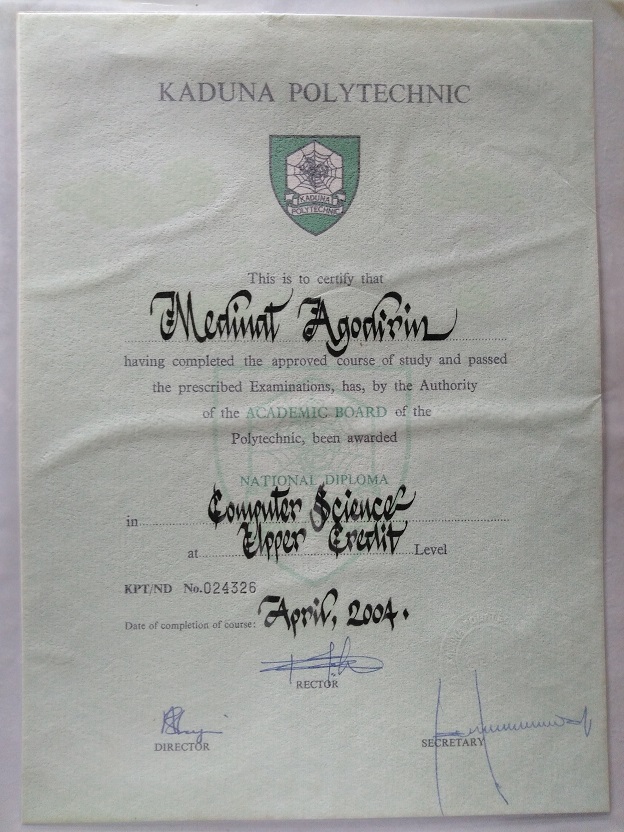 KADUNA POLYTECHNIC
KADUNA
POLYTECHNIC
This is to certify that
Medinat Agodirin
having completed the approved course of study and passed
the prescribed Examinations, has, by the Authority
of the ACADEMIC BOARD of the
Polytechnic, been awarded
NATIONAL DIPLOMA
in Computer Science
at Upper Credit Level
KPT/ND No.024326
Date of completion of course: April, 2004.
RECTOR
DIRECTOR
SECRETARY